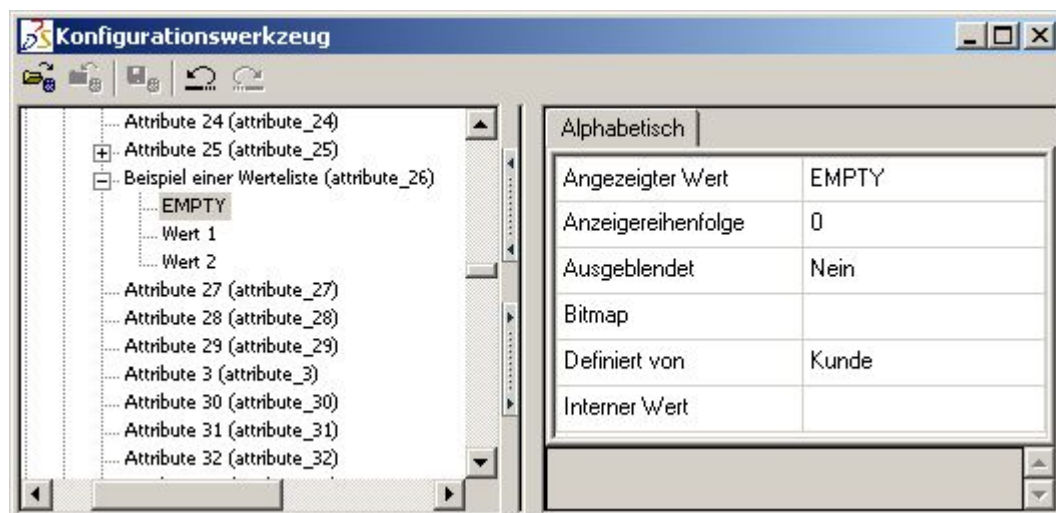 Konfigurationswerkzeug
Attribute 24 (attribute_24)
Attribute 25 (attribute_25)
Beispiel einer Werteliste (attribute_26)
EMPTY
Wert 1
Wert 2
Attribute 27 (attribute_27)
Attribute 28 (attribute_28)
Attribute 29 (attribute_29)
Attribute 3 (attribute_3)
Attribute 30 (attribute_30)
Attribute 31 (attribute_31)
Attribute 32 (attribute_32)
Alphabetisch
Angezeigter Wert EMPTY
Anzeigereihenfolge 0
Ausgeblendet Nein
Bitmap
Definiert von Kunde
Interner Wert